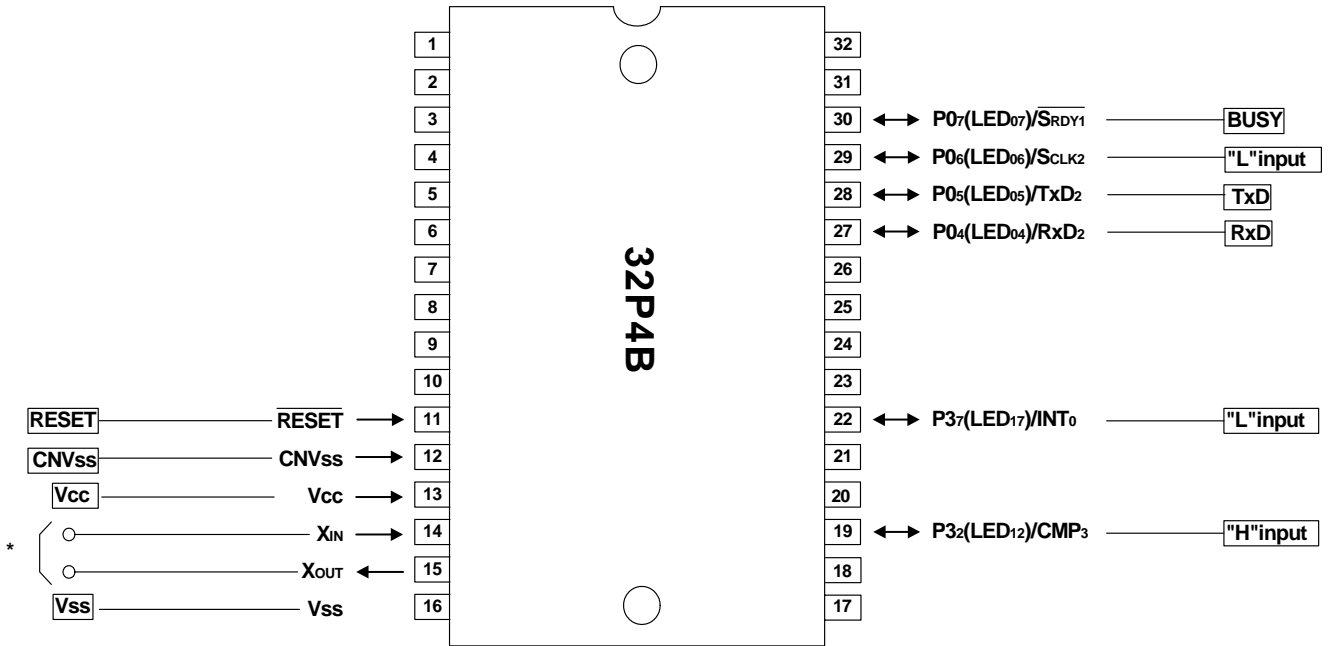 1 32
2 31
3 30 P07(LED07)/SRDY1 BUSY
4 29 P06(LED06)/SCLK2 "L"input
5 28 P05(LED05)/TxD2 TxD
6 27 P04(LED04)/RxD2 RxD
7 26
8 25
9 24
10 23
32P4B
RESET RESET 11 22 P37(LED17)/INT0 "L"input
CNVss CNVss 12 21
Vcc Vcc 13 20
* XIN 14 19 P32(LED12)/CMP3 "H"input
XOUT 15 18
Vss Vss 16 17